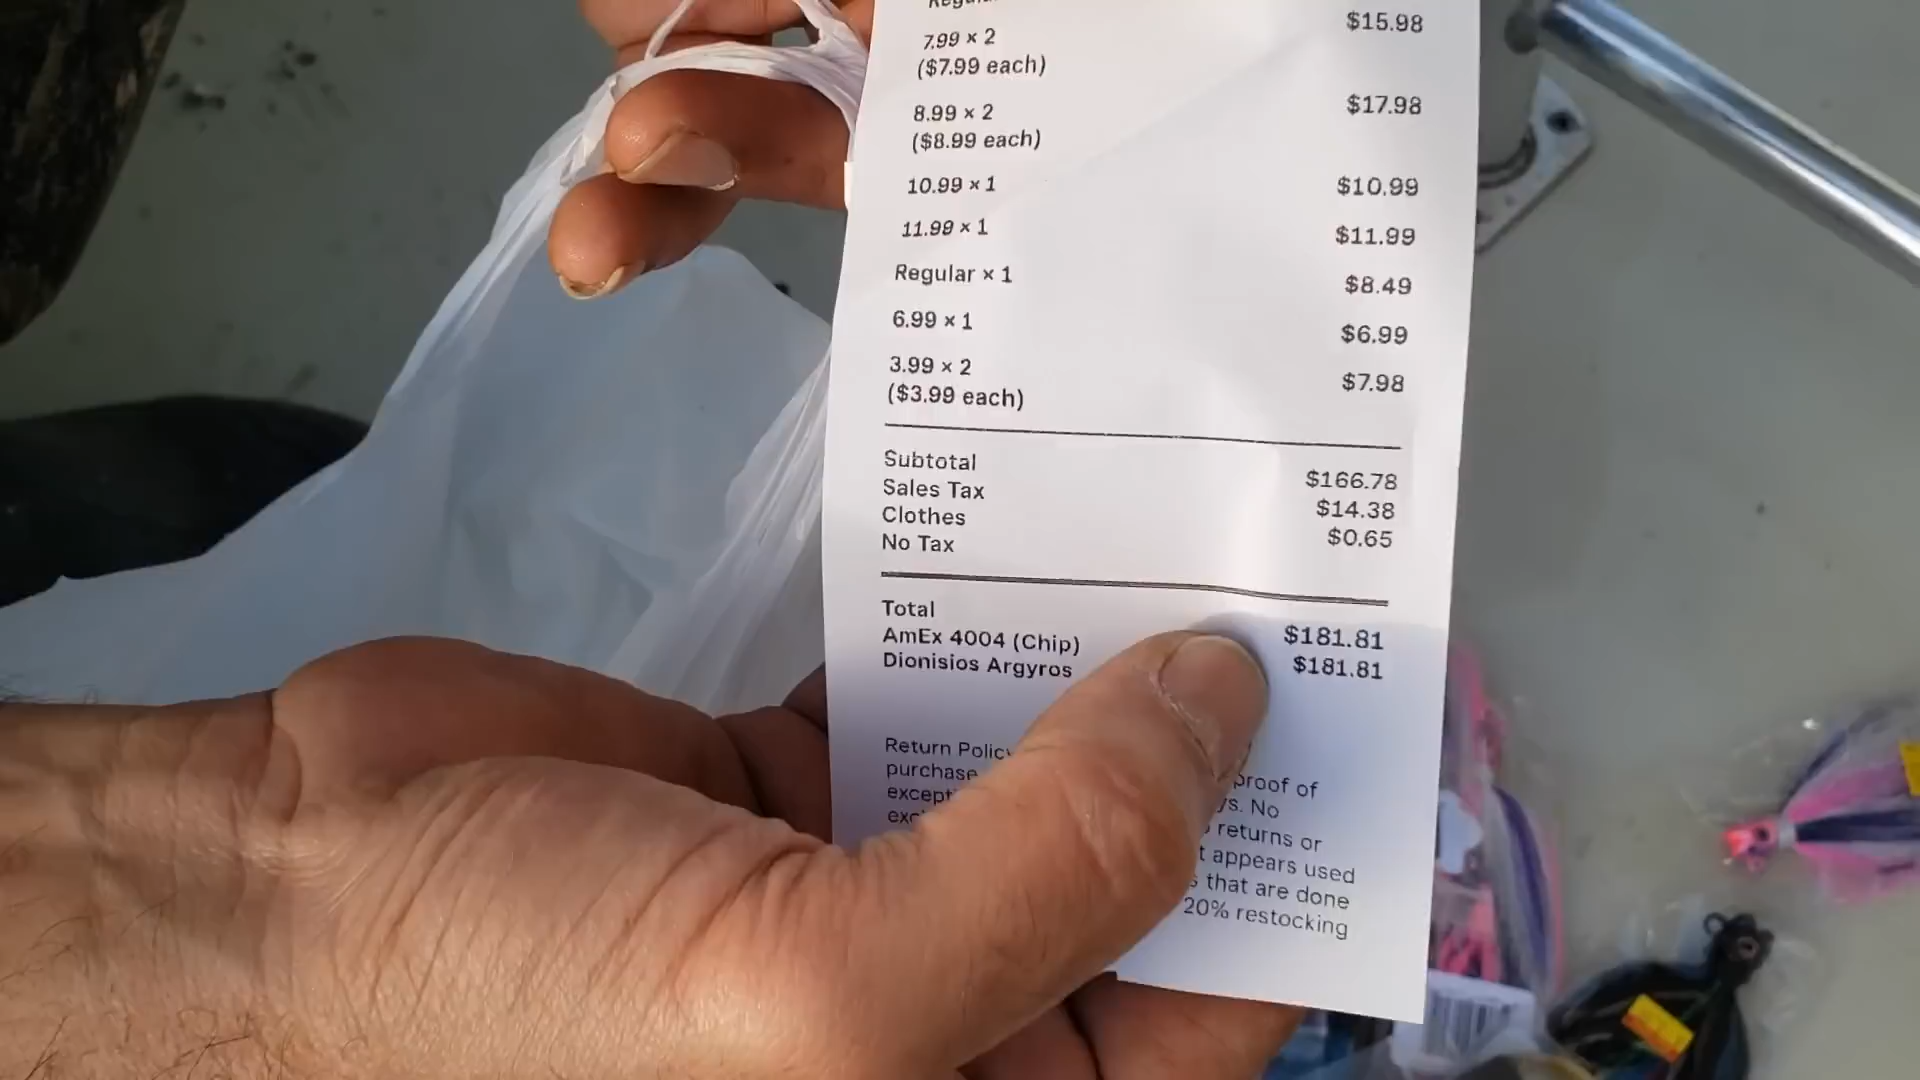 $15.98
7.99 × 2
($7.99 each)
8.99 × 2 $17.98
($8.99 each)
10.99 × 1 $10.99
11.99 × 1 $11.99
Regular × 1 $8.49
6.99 × 1 $6.99
3.99 × 2 $7.98
($3.99 each)
Subtotal $166.78
Sales Tax $14.38
Clothes $0.65
No Tax
Total $181.81
AmEx 4004 (Chip) $181.81
Dionisios Argyros
Return Policy proof of
purchase No
returns or
appears used
that are done
20% restocking